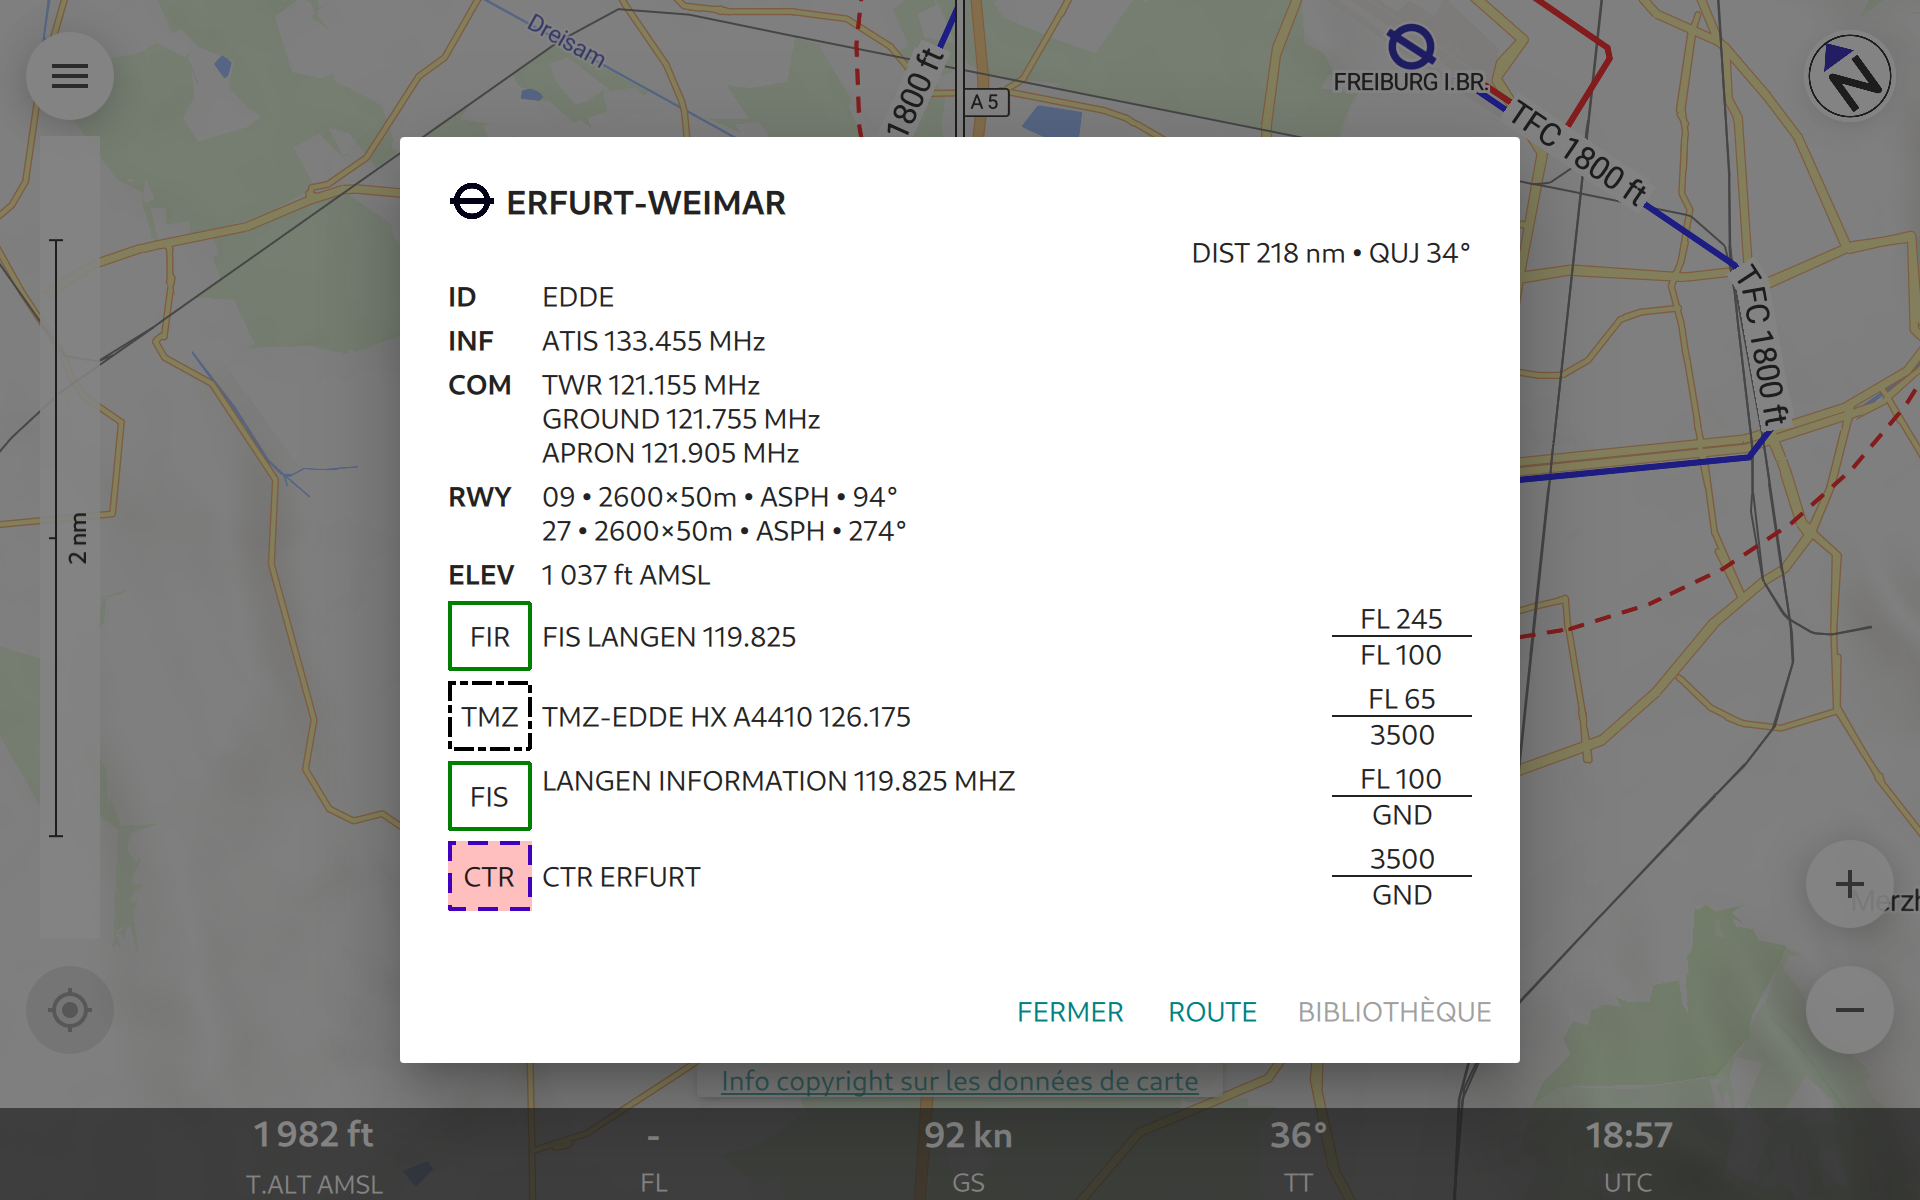 Dreisam
1800 ft
A 5
FREIBURG I.BR.
TFC 1800 ft
TFC 1800 ft
N
2 nm
ERFURT-WEIMAR
DIST 218 nm • QUJ 34°
ID EDDE
INF ATIS 133.455 MHz
COM TWR 121.155 MHz
GROUND 121.755 MHz
APRON 121.905 MHz
RWY 09 • 2600×50m • ASPH • 94°
27 • 2600×50m • ASPH • 274°
ELEV 1 037 ft AMSL
FIR FIS LANGEN 119.825 FL 245
FL 100
TMZ TMZ-EDDE HX A4410 126.175 FL 65
3500
FIS LANGEN INFORMATION 119.825 MHZ FL 100
GND
CTR CTR ERFURT 3500
GND
FERMER ROUTE BIBLIOTHÈQUE
Info copyright sur les données de carte
1 982 ft - 92 kn 36° 18:57
T.ALT AMSL FL GS TT UTC